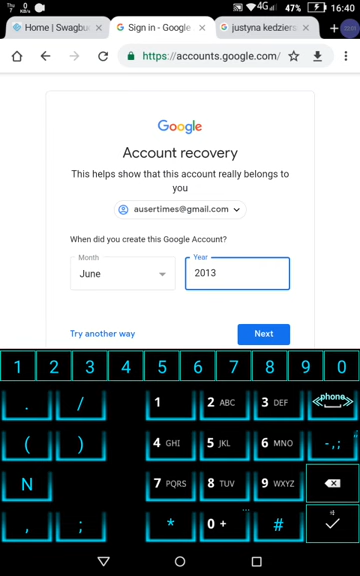 Thu 7 0 KB/s 4G 47% 16:40
Home | Swagbu Sign in - Google justyna kedziers
https://accounts.google.com/
Google
Account recovery
This helps show that this account really belongs to
you
ausertimes@gmail.com
When did you create this Google Account?
Month Year
June 2013
Try another way Next
1 2 3 4 5 6 7 8 9 0
. / 1 2 ABC 3 DEF phone
( ) 4 GHI 5 JKL 6 MNO -,;
N 7 PQRS 8 TUV 9 WXYZ
, ; * 0 + ... #